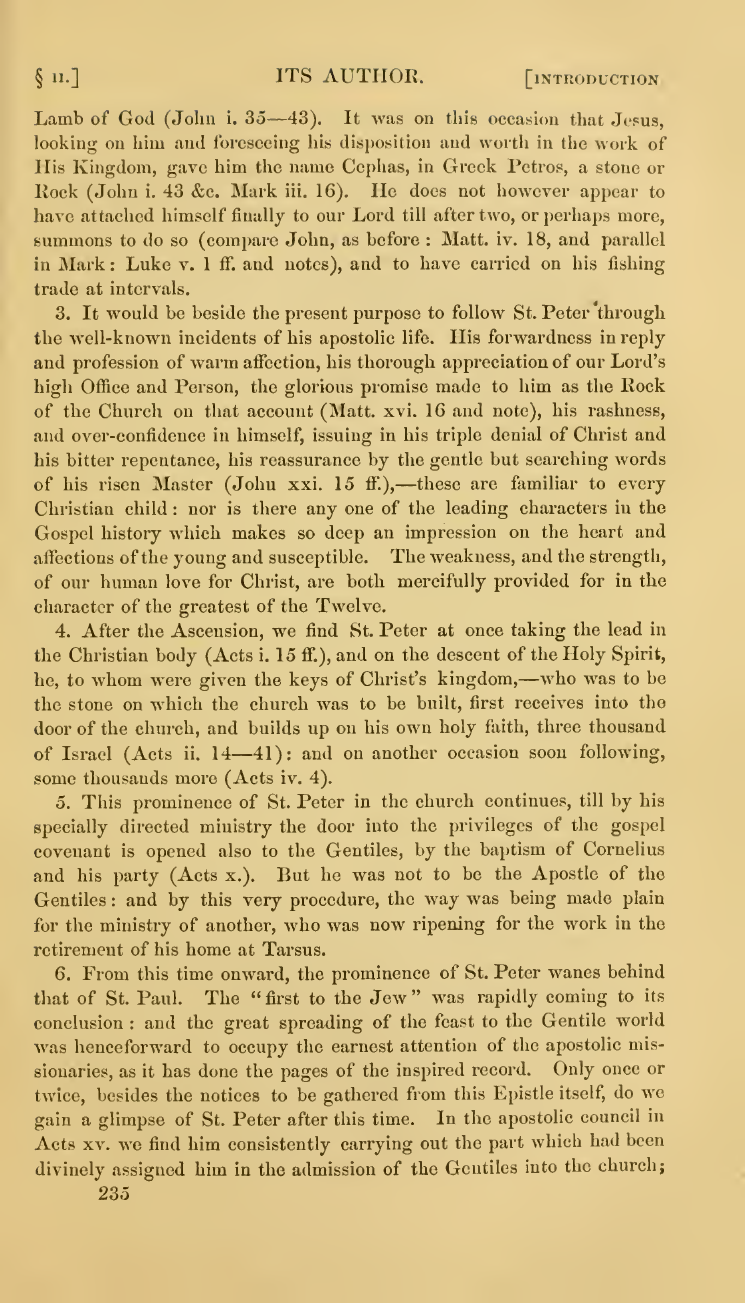 § II.] ITS AUTHOR. [INTRODUCTION
Lamb of God (John i. 35—43). It was on this occasion that Jesus,
looking on him and foreseeing his disposition and worth in the work of
His Kingdom, gave him the name Cephas, in Greek Petros, a stone or
Rock (John i. 43 &c. Mark iii. 16). He does not however appear to
have attached himself finally to our Lord till after two, or perhaps more,
summons to do so (compare John, as before : Matt. iv. 18, and parallel
in Mark : Luke v. 1 ff. and notes), and to have carried on his fishing
trade at intervals.
3. It would be beside the present purpose to follow St. Peter through
the well-known incidents of his apostolic life. His forwardness in reply
and profession of warm affection, his thorough appreciation of our Lord's
high Office and Person, the glorious promise made to him as the Rock
of the Church on that account (Matt. xvi. 16 and note), his rashness,
and over-confidence in himself, issuing in his triple denial of Christ and
his bitter repentance, his reassurance by the gentle but searching words
of his risen Master (John xxi. 15 ff.),—these are familiar to every
Christian child : nor is there any one of the leading characters in the
Gospel history which makes so deep an impression on the heart and
affections of the young and susceptible. The weakness, and the strength,
of our human love for Christ, are both mercifully provided for in the
character of the greatest of the Twelve.
4. After the Ascension, we find St. Peter at once taking the lead in
the Christian body (Acts i. 15 ff.), and on the descent of the Holy Spirit,
he, to whom were given the keys of Christ's kingdom,—who was to be
the stone on which the church was to be built, first receives into the
door of the church, and builds up on his own holy faith, three thousand
of Israel (Acts ii. 14—41) : and on another occasion soon following,
some thousands more (Acts iv. 4).
5. This prominence of St. Peter in the church continues, till by his
specially directed ministry the door into the privileges of the gospel
covenant is opened also to the Gentiles, by the baptism of Cornelius
and his party (Acts x.). But he was not to be the Apostle of the
Gentiles : and by this very procedure, the way was being made plain
for the ministry of another, who was now ripening for the work in the
retirement of his home at Tarsus.
6. From this time onward, the prominence of St. Peter wanes behind
that of St. Paul. The “first to the Jew” was rapidly coming to its
conclusion : and the great spreading of the feast to the Gentile world
was henceforward to occupy the earnest attention of the apostolic mis-
sionaries, as it has done the pages of the inspired record. Only once or
twice, besides the notices to be gathered from this Epistle itself, do we
gain a glimpse of St. Peter after this time. In the apostolic council in
Acts xv. we find him consistently carrying out the part which had been
divinely assigned him in the admission of the Gentiles into the church;
235